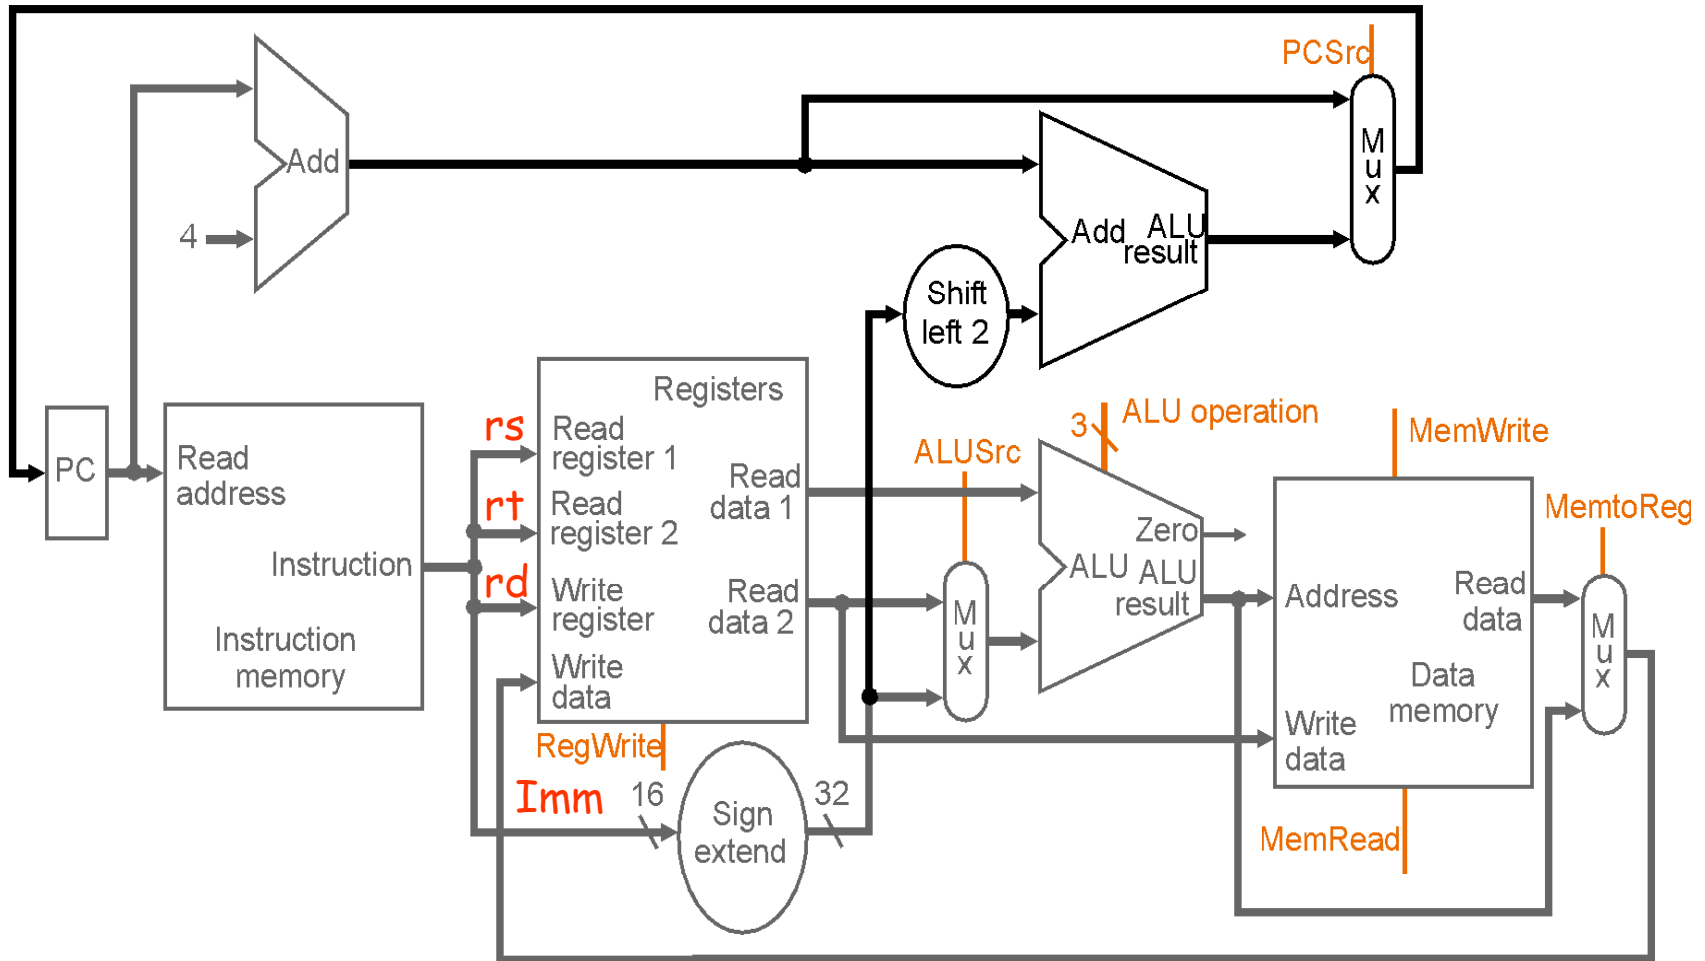 PCSrc
M
u
x
Add
4
Add
ALU
result
Shift
left 2
PC
Read
address
Instruction
Instruction
memory
rs
rt
rd
Registers
Read
register 1
Read
register 2
Write
register
Write
data
Read
data 1
Read
data 2
RegWrite
Imm
16
Sign
extend
32
ALUSrc
M
u
x
3
ALU operation
Zero
ALU
ALU
result
MemWrite
Address
Read
data
Data
memory
Write
data
MemRead
MemtoReg
M
u
x